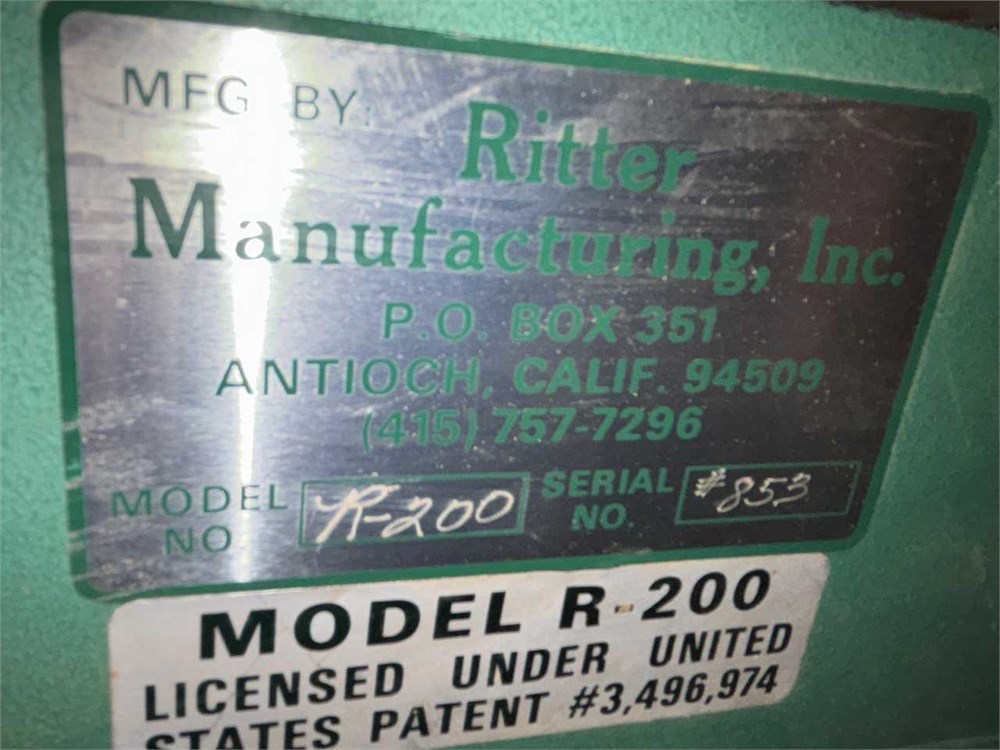 MFG BY:
Ritter
Manufacturing, Inc.
P.O. BOX 351
ANTIOCH, CALIF. 94509
(415) 757-7296
MODEL NO R-200
SERIAL NO. #853
MODEL R-200
LICENSED UNDER UNITED
STATES PATENT #3,496,974